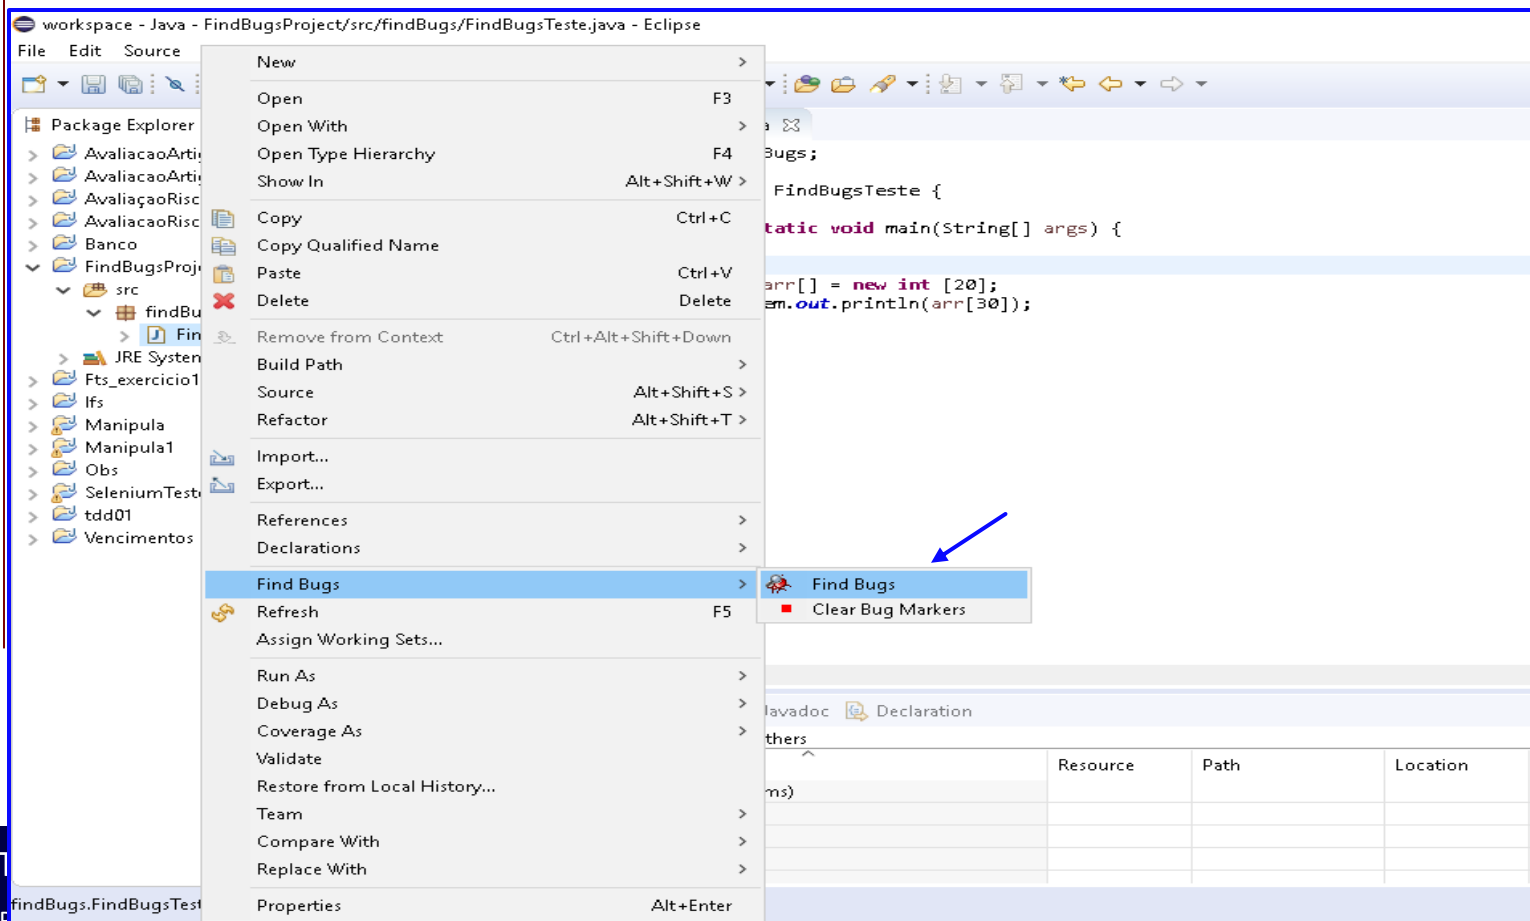 workspace - Java - FindBugsProject/src/findBugs/FindBugsTeste.java - Eclipse
File Edit Source
Package Explorer
AvaliacaoArti
AvaliacaoArti
AvaliaçaoRisc
AvaliacaoRisc
Banco
FindBugsProj
src
findBu
Fin
JRE System
Fts_exercicio1
Ifs
Manipula
Manipula1
Obs
SeleniumTeste
tdd01
Vencimentos
findBugs.FindBugsTest
New
Open F3
Open With
Open Type Hierarchy F4
Show In Alt+Shift+W
Copy Ctrl+C
Copy Qualified Name
Paste Ctrl+V
Delete Delete
Remove from Context Ctrl+Alt+Shift+Down
Build Path
Source Alt+Shift+S
Refactor Alt+Shift+T
Import...
Export...
References
Declarations
Find Bugs
Refresh F5
Assign Working Sets...
Run As
Debug As
Coverage As
Validate
Restore from Local History...
Team
Compare With
Replace With
Properties Alt+Enter
Find Bugs
Clear Bug Markers
a
Bugs;
FindBugsTeste {
tatic void main(String[] args) {
arr[] = new int [20];
em.out.println(arr[30]);
Javadoc Declaration
thers
Resource Path Location
ms)